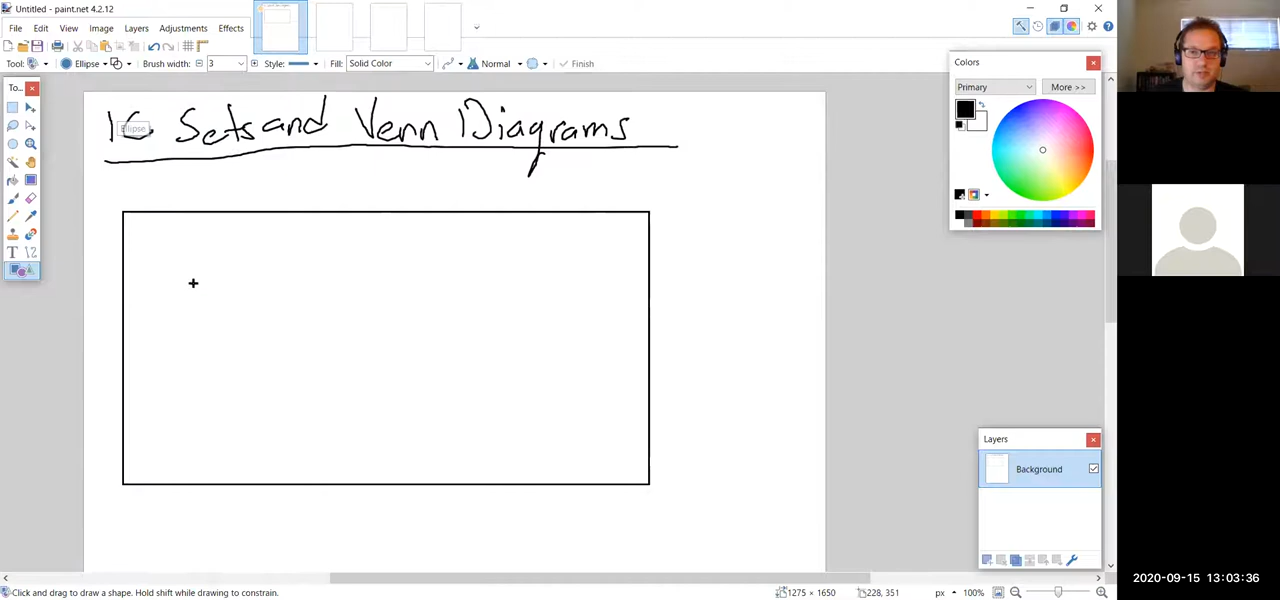 Untitled - paint.net 4.2.12
File Edit View Image Layers Adjustments Effects
Tool: Ellipse Brush width: 3 Style: Fill: Solid Color Normal Finish
To...
1C Sets and Venn Diagrams
Ellipse
Colors
Primary More >>
Layers
Background
Click and drag to draw a shape. Hold shift while drawing to constrain. 1275 × 1650 228, 351 px 100%
2020-09-15 13:03:36